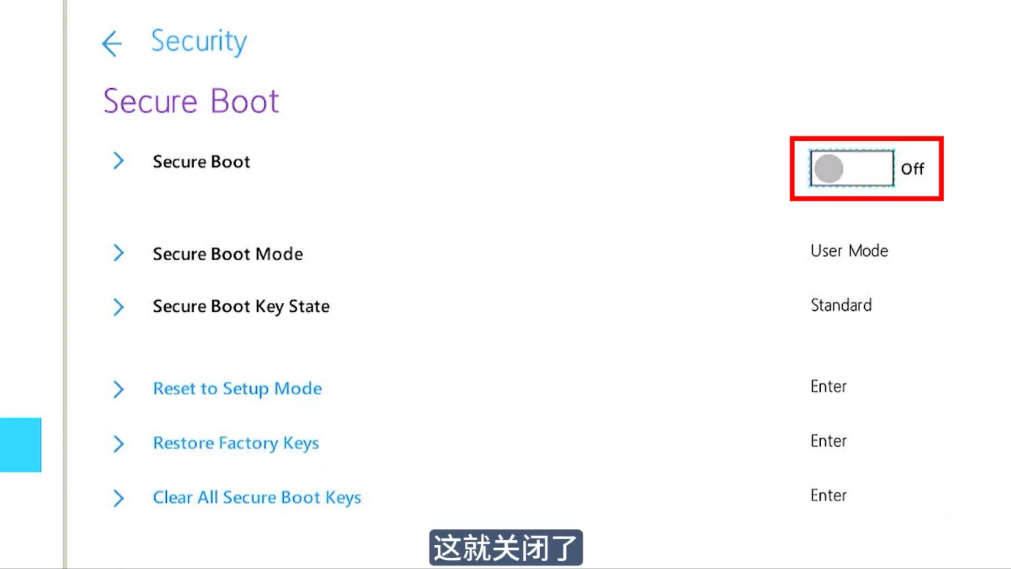 Security
Secure Boot
Secure Boot
Off
Secure Boot Mode
User Mode
Secure Boot Key State
Standard
Reset to Setup Mode
Enter
Restore Factory Keys
Enter
Clear All Secure Boot Keys
Enter
这就关闭了